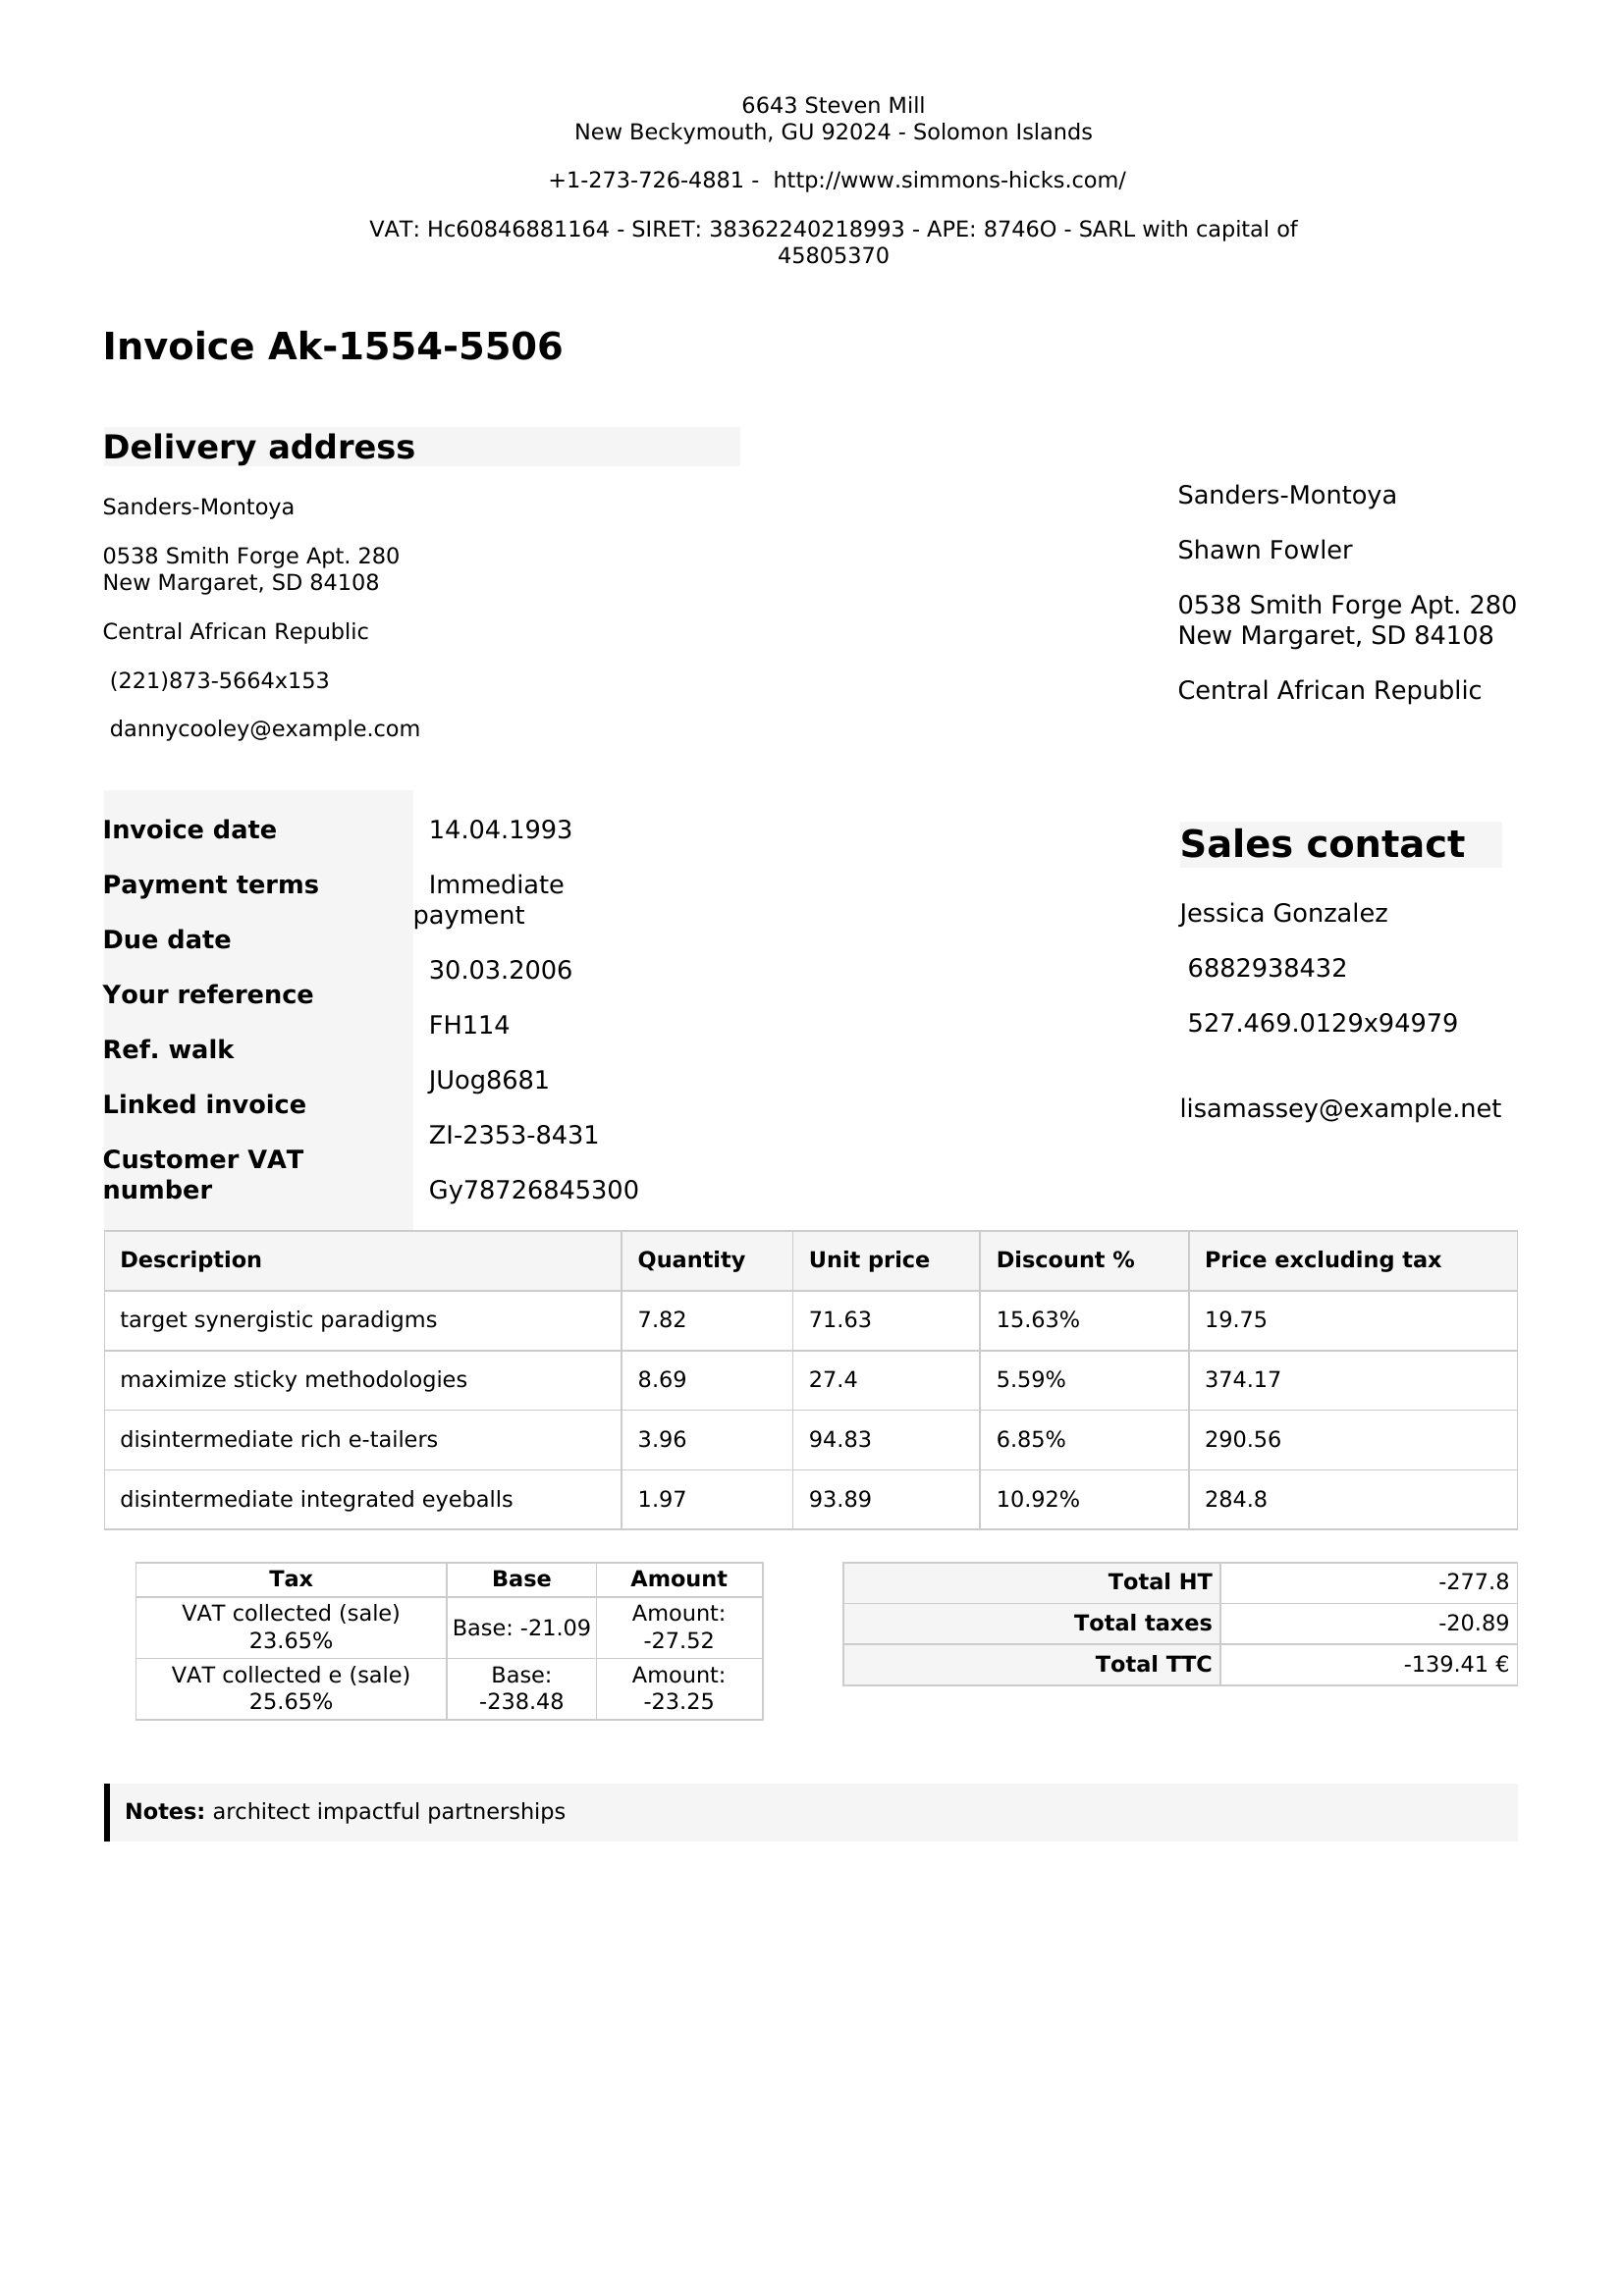 6643 Steven Mill
New Beckymouth, GU 92024 - Solomon Islands
+1-273-726-4881 - http://www.simmons-hicks.com/
VAT: Hc60846881164 - SIRET: 38362240218993 - APE: 8746O - SARL with capital of
45805370
Invoice Ak-1554-5506
Delivery address
Sanders-Montoya
0538 Smith Forge Apt. 280
New Margaret, SD 84108
Central African Republic
(221)873-5664x153
dannycooley@example.com
Sanders-Montoya
Shawn Fowler
0538 Smith Forge Apt. 280
New Margaret, SD 84108
Central African Republic
Invoice date
Payment terms
Due date
Your reference
Ref. walk
Linked invoice
Customer VAT
number
14.04.1993
Immediate
payment
30.03.2006
FH114
JUog8681
ZI-2353-8431
Gy78726845300
Sales contact
Jessica Gonzalez
6882938432
527.469.0129x94979
lisamassey@example.net
Description Quantity Unit price Discount % Price excluding tax
target synergistic paradigms 7.82 71.63 15.63% 19.75
maximize sticky methodologies 8.69 27.4 5.59% 374.17
disintermediate rich e-tailers 3.96 94.83 6.85% 290.56
disintermediate integrated eyeballs 1.97 93.89 10.92% 284.8
Tax Base Amount
VAT collected (sale)
23.65%
Base: -21.09
Amount:
-27.52
VAT collected e (sale)
25.65%
Base:
-238.48
Amount:
-23.25
Total HT -277.8
Total taxes -20.89
Total TTC -139.41 €
Notes: architect impactful partnerships